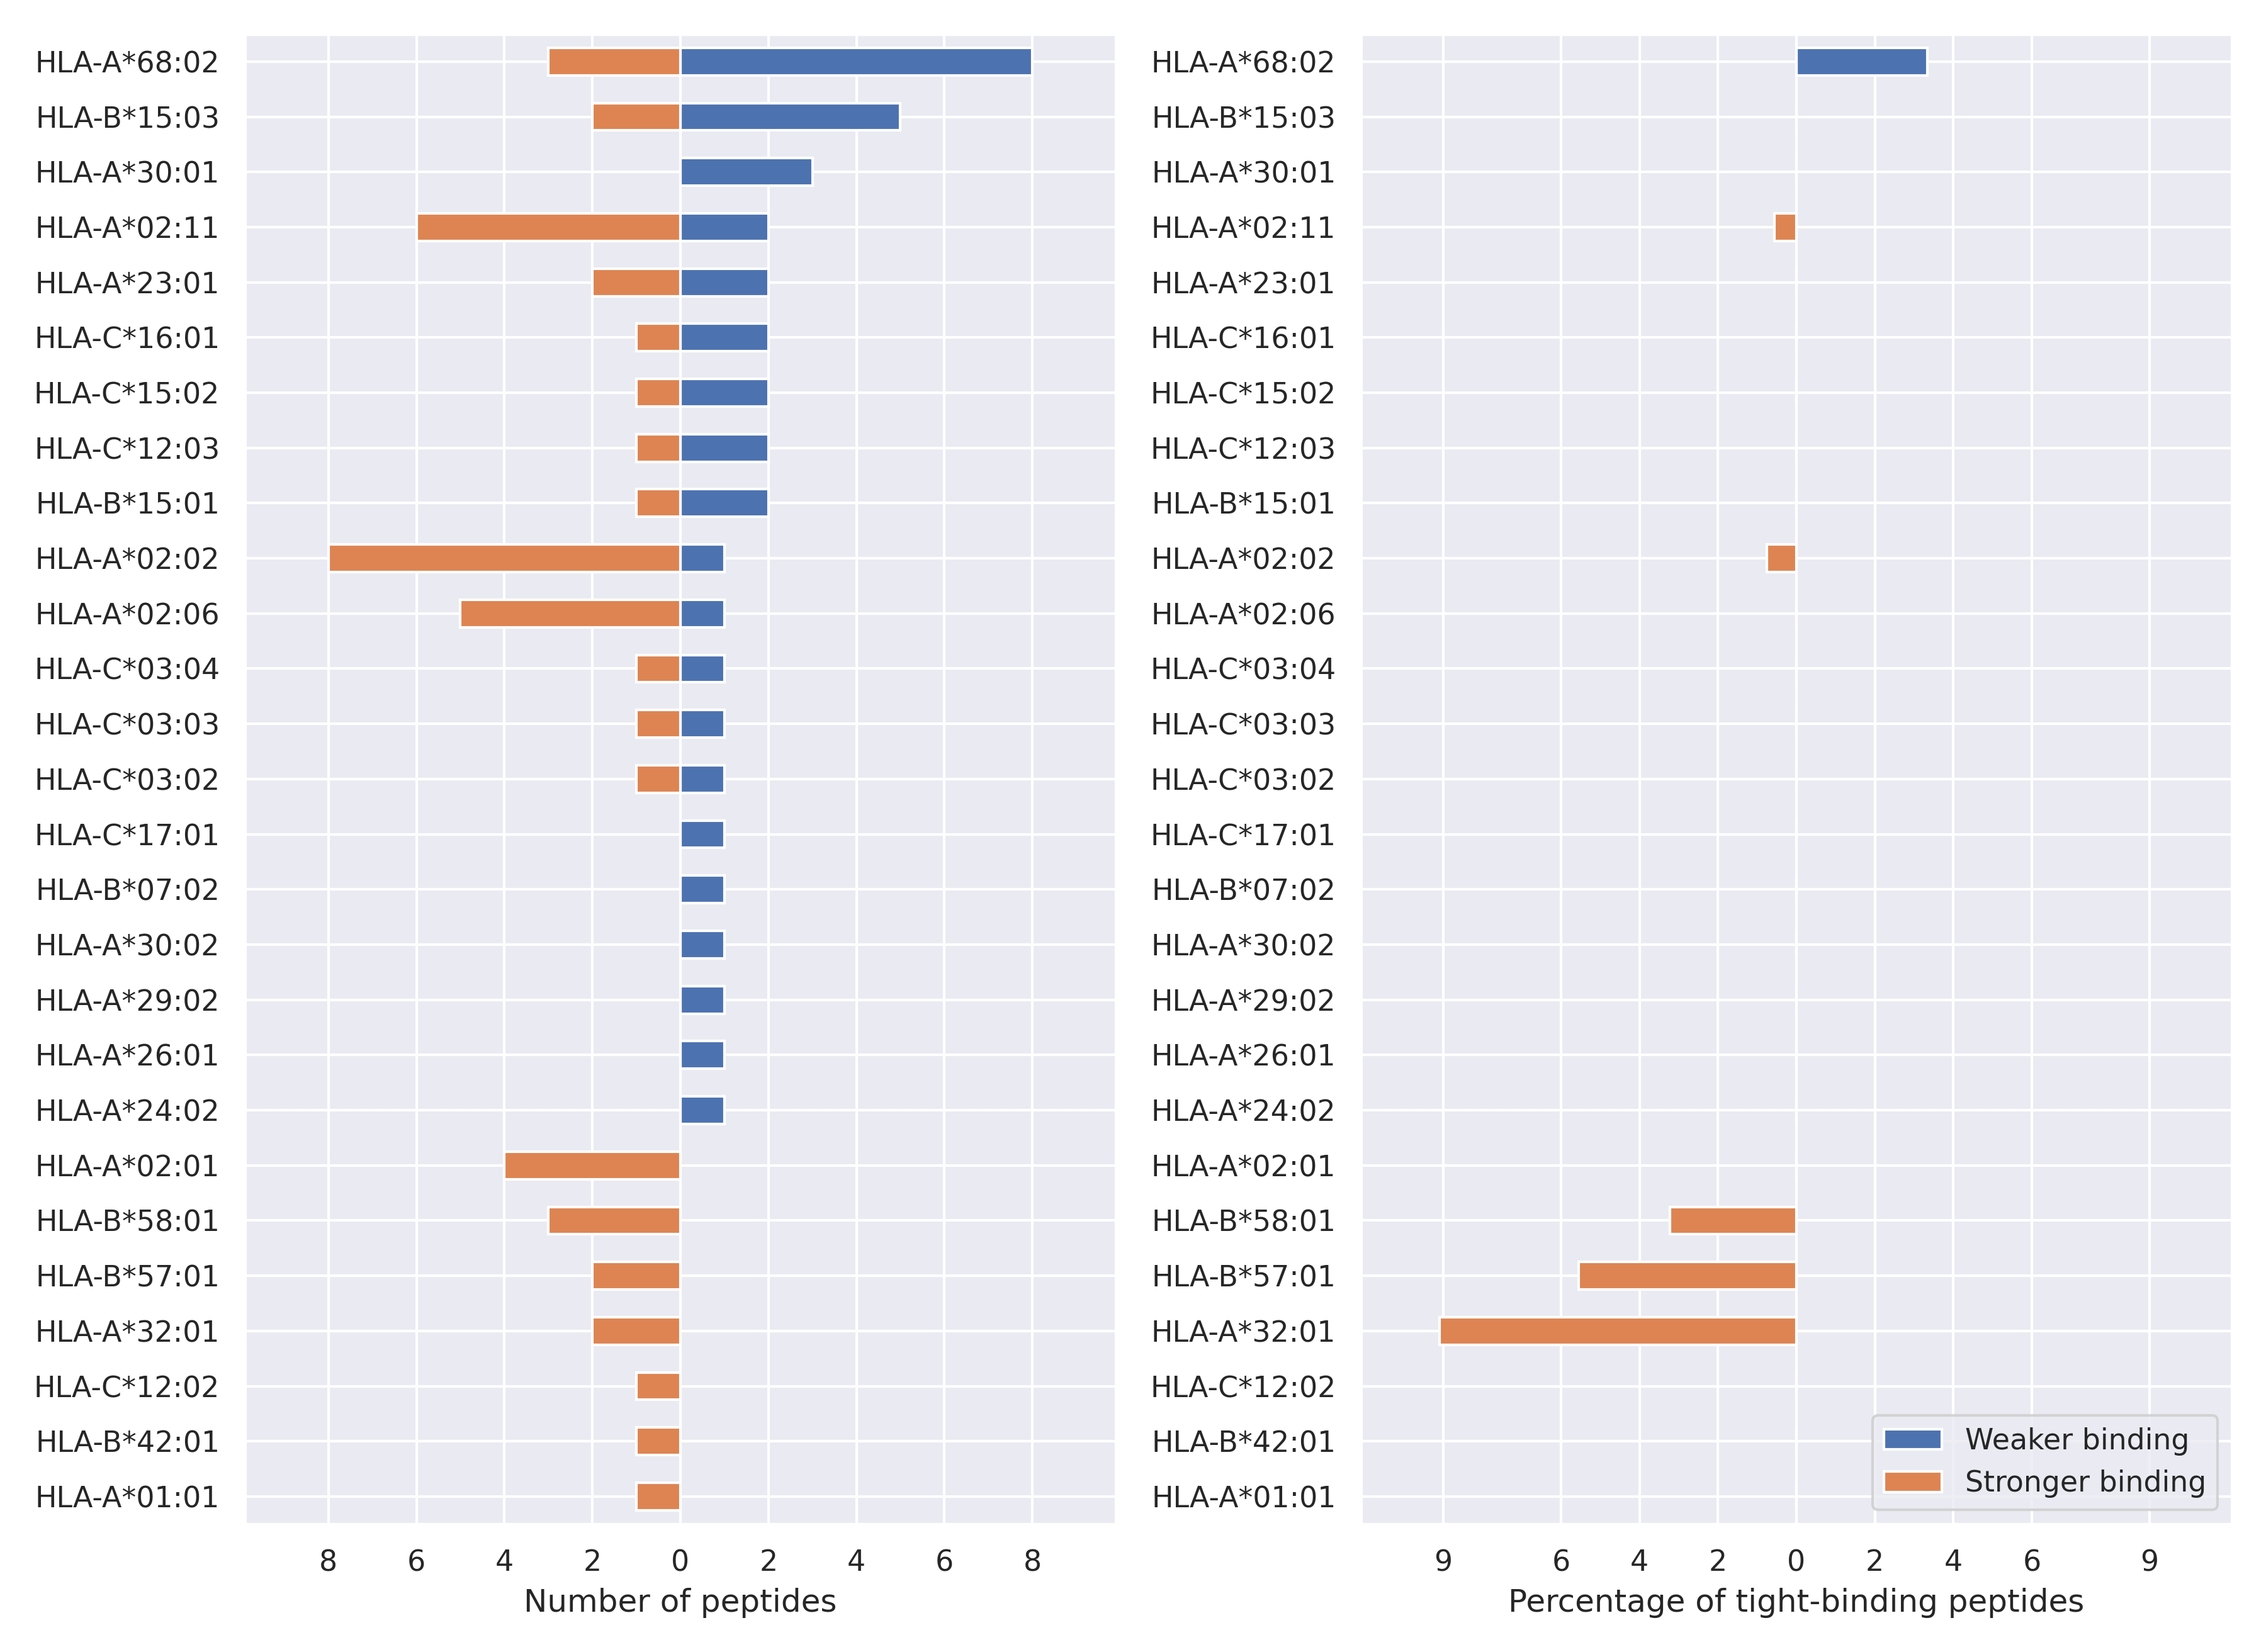 HLA-A*68:02
HLA-B*15:03
HLA-A*30:01
HLA-A*02:11
HLA-A*23:01
HLA-C*16:01
HLA-C*15:02
HLA-C*12:03
HLA-B*15:01
HLA-A*02:02
HLA-A*02:06
HLA-C*03:04
HLA-C*03:03
HLA-C*03:02
HLA-C*17:01
HLA-B*07:02
HLA-A*30:02
HLA-A*29:02
HLA-A*26:01
HLA-A*24:02
HLA-A*02:01
HLA-B*58:01
HLA-B*57:01
HLA-A*32:01
HLA-C*12:02
HLA-B*42:01
HLA-A*01:01
8 6 4 2 0 2 4 6 8
Number of peptides
HLA-A*68:02
HLA-B*15:03
HLA-A*30:01
HLA-A*02:11
HLA-A*23:01
HLA-C*16:01
HLA-C*15:02
HLA-C*12:03
HLA-B*15:01
HLA-A*02:02
HLA-A*02:06
HLA-C*03:04
HLA-C*03:03
HLA-C*03:02
HLA-C*17:01
HLA-B*07:02
HLA-A*30:02
HLA-A*29:02
HLA-A*26:01
HLA-A*24:02
HLA-A*02:01
HLA-B*58:01
HLA-B*57:01
HLA-A*32:01
HLA-C*12:02
HLA-B*42:01
HLA-A*01:01
Weaker binding
Stronger binding
9 6 4 2 0 2 4 6 9
Percentage of tight-binding peptides